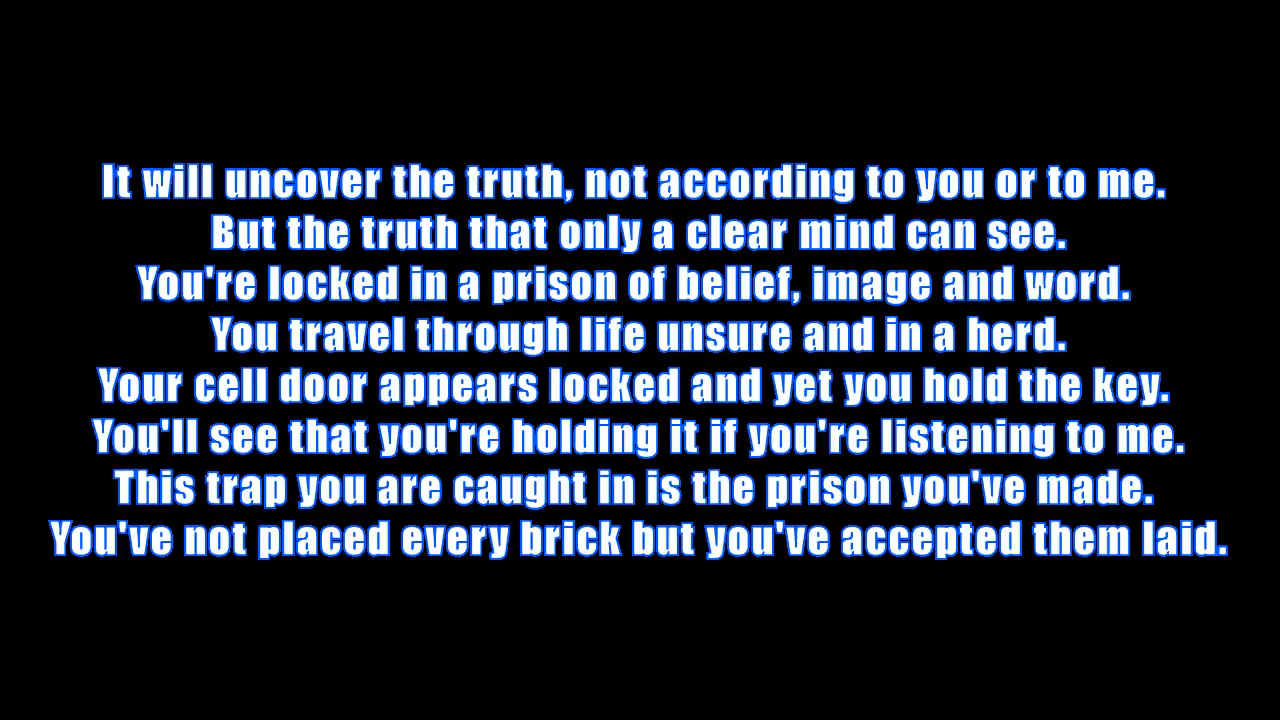 It will uncover the truth, not according to you or to me.
But the truth that only a clear mind can see.
You're locked in a prison of belief, image and word.
You travel through life unsure and in a herd.
Your cell door appears locked and yet you hold the key.
You'll see that you're holding it if you're listening to me.
This trap you are caught in is the prison you've made.
You've not placed every brick but you've accepted them laid.